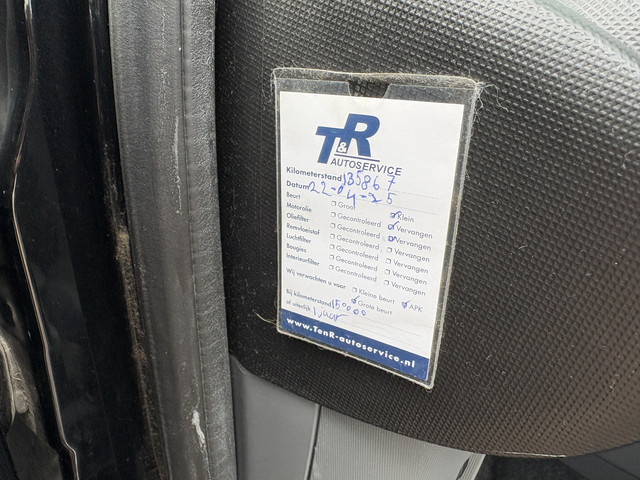 T&R
AUTOSERVICE
Kilometerstand 135867
Datum 22-04-25
Beurt Groot Klein
Motorolie Gecontroleerd Vervangen
Oliefilter Gecontroleerd Vervangen
Remvloeistof Gecontroleerd Vervangen
Luchtfilter Gecontroleerd Vervangen
Bougies Gecontroleerd Vervangen
Interieurfilter Gecontroleerd Vervangen
Wij verwachten u voor Kleine beurt APK
Grote beurt
Bij kilometerstand 150000
of uiterlijk 1 jaar
www.TenR-autoservice.nl